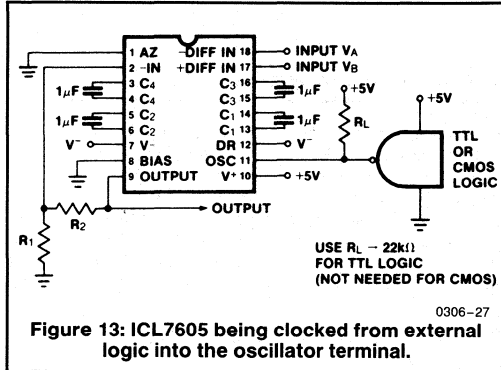 1 AZ -DIFF IN 18 INPUT VA
2 -IN +DIFF IN 17 INPUT VB
1µF 3 C4 C3 16 1µF
4 C4 C3 15
1µF 5 C2 C1 14 1µF
6 C2 C1 13
V- 7 V- DR 12 V-
8 BIAS OSC 11
9 OUTPUT V+ 10 +5V
+5V
RL
+5V
TTL
OR
CMOS
LOGIC
OUTPUT
R2
R1
USE RL - 22kΩ
FOR TTL LOGIC
(NOT NEEDED FOR CMOS)
0306-27
Figure 13: ICL7605 being clocked from external
logic into the oscillator terminal.